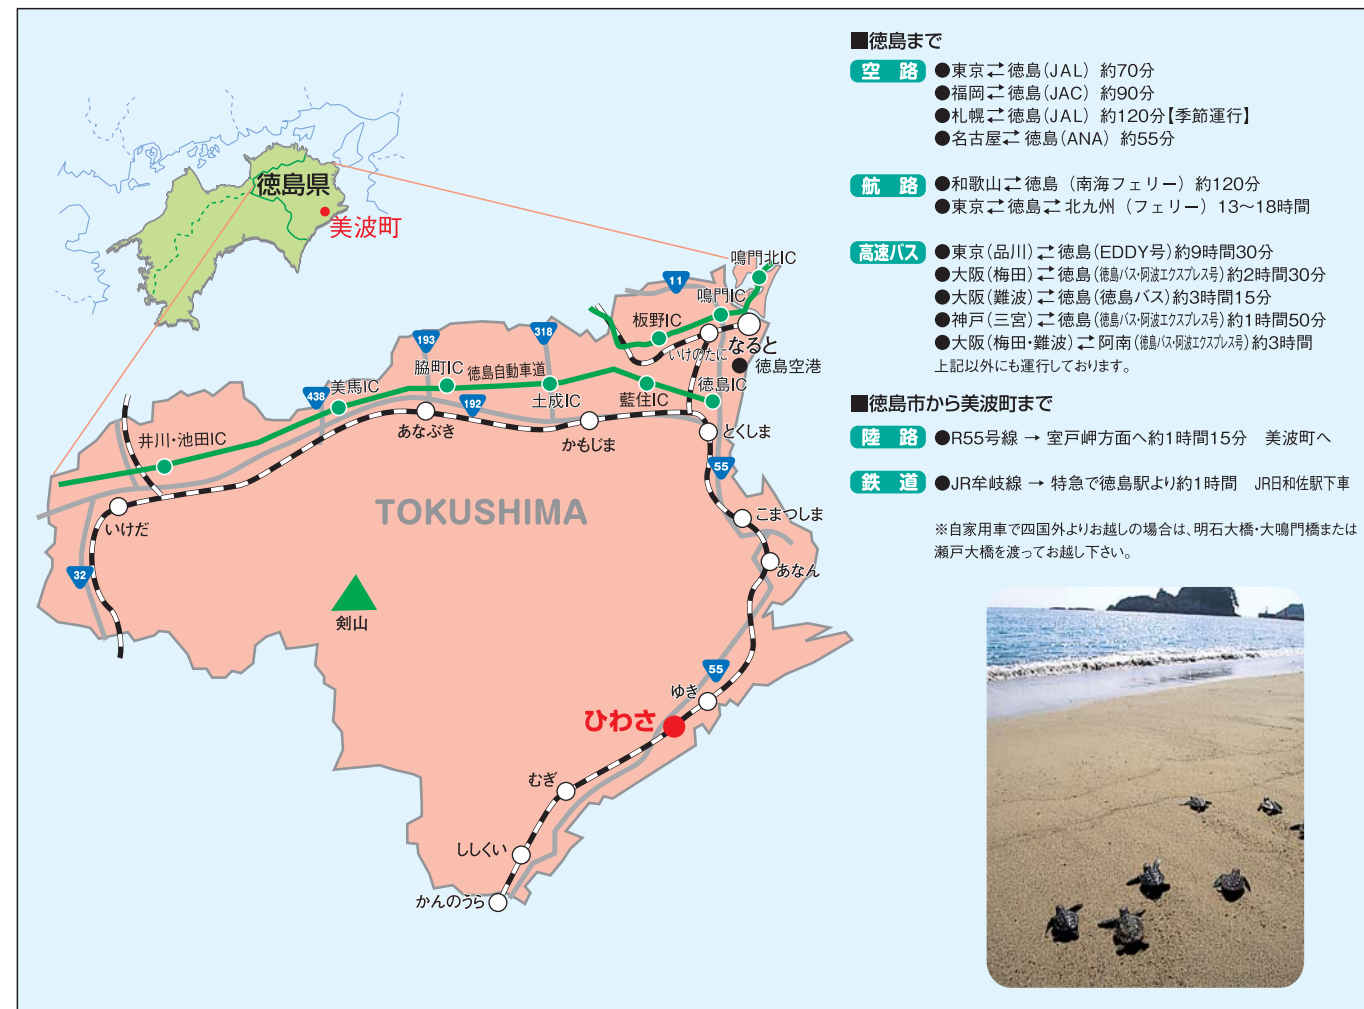 徳島県
美波町
鳴門北IC
11
鳴門IC
板野IC
なると
いけのたに
徳島空港
193
318
脇町IC
徳島自動車道
徳島IC
美馬IC
438
192
土成IC
藍住IC
井川・池田IC
あなぶき
かもじま
とくしま
55
TOKUSHIMA
いけだ
こまつしま
32
あなん
剣山
55
ゆき
ひわさ
むぎ
ししくい
かんのうら
■徳島まで
空 路 ●東京⇄徳島(JAL) 約70分
●福岡⇄徳島(JAC) 約90分
●札幌⇄徳島(JAL) 約120分【季節運行】
●名古屋⇄徳島(ANA) 約55分
航 路 ●和歌山⇄徳島 (南海フェリー) 約120分
●東京⇄徳島⇄北九州 (フェリー) 13〜18時間
高速バス ●東京(品川)⇄徳島(EDDY号)約9時間30分
●大阪(梅田)⇄徳島(徳島バス・阿波エクスプレス号)約2時間30分
●大阪(難波)⇄徳島(徳島バス)約3時間15分
●神戸(三宮)⇄徳島(徳島バス・阿波エクスプレス号)約1時間50分
●大阪(梅田・難波)⇄阿南(徳島バス・阿波エクスプレス号)約3時間
上記以外にも運行しております。
■徳島市から美波町まで
陸 路 ●R55号線 → 室戸岬方面へ約1時間15分 美波町へ
鉄 道 ●JR牟岐線 → 特急で徳島駅より約1時間 JR日和佐駅下車
※自家用車で四国外よりお越しの場合は、明石大橋・大鳴門橋または
瀬戸大橋を渡ってお越し下さい。